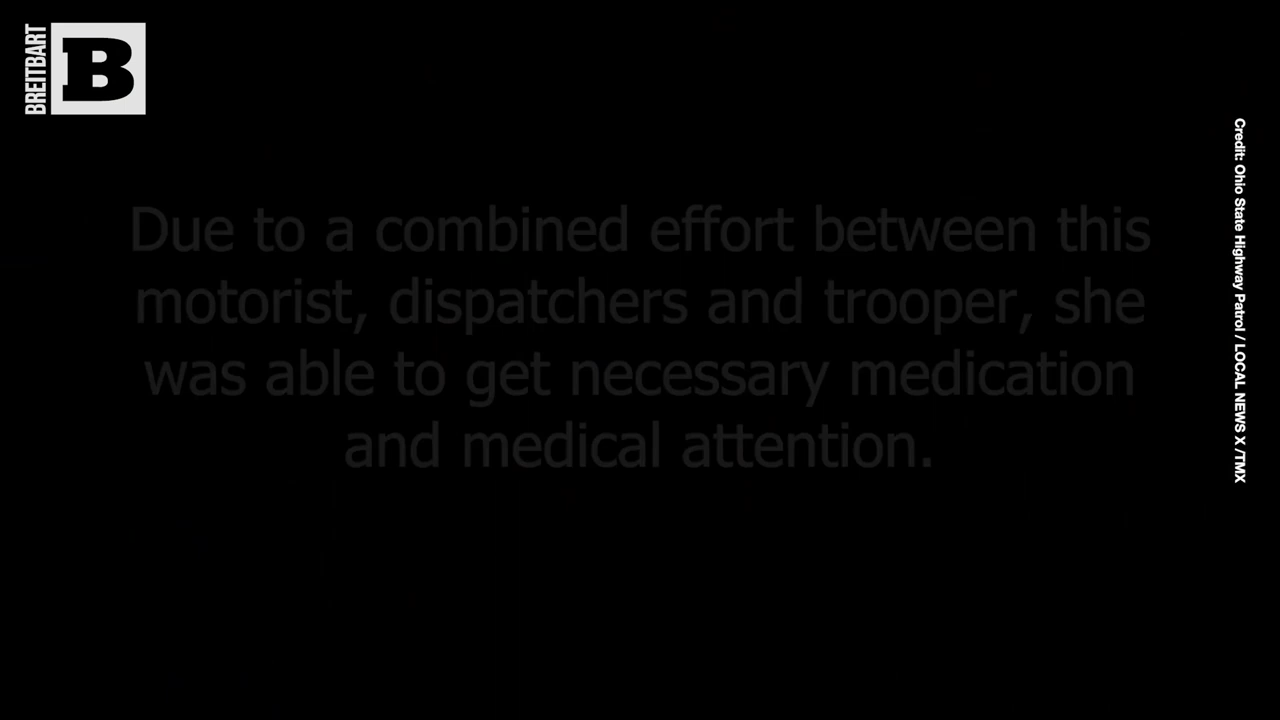 BREITBART
B
Due to a combined effort between this
motorist, dispatchers and trooper, she
was able to get necessary medication
and medical attention.
Credit: Ohio State Highway Patrol / LOCAL NEWS X /TMX